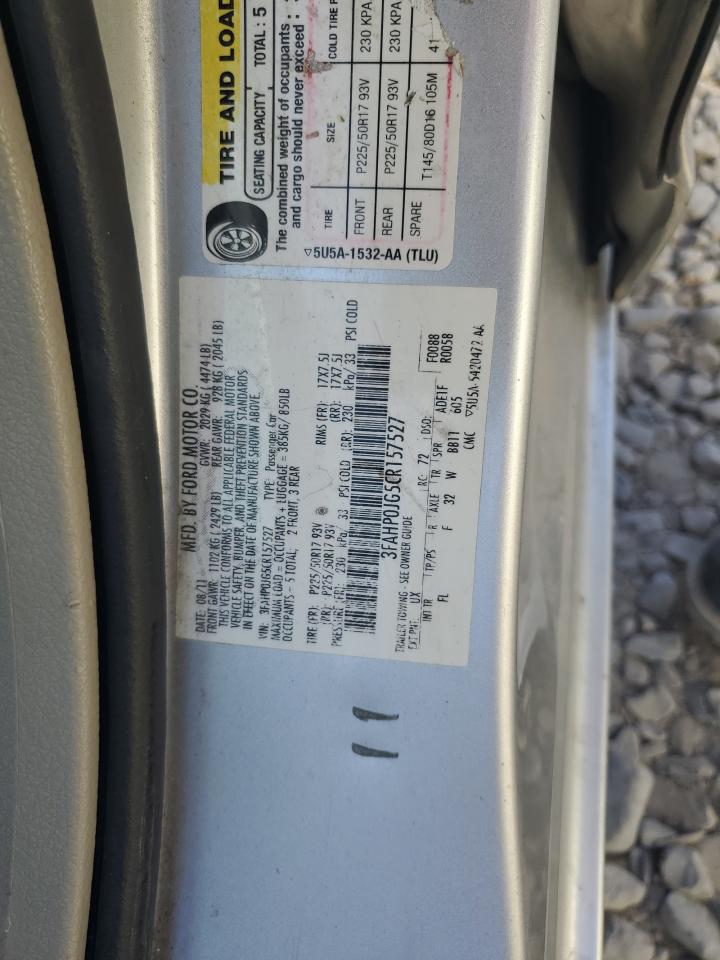 TIRE AND LOAD
SEATING CAPACITY TOTAL : 5
The combined weight of occupants
and cargo should never exceed :
TIRE SIZE COLD TIRE
FRONT P225/50R17 93V 230 KPA
REAR P225/50R17 93V 230 KPA
SPARE T145/80D16 105M 41
5U5A-1532-AA (TLU)
MFD. BY FORD MOTOR CO.
DATE: 08/11 GVWR: 2029 KG ( 4474 LB)
FRONT GAWR: 1102 KG ( 2429 LB) REAR GAWR: 928 KG ( 2045 LB)
THIS VEHICLE CONFORMS TO ALL APPLICABLE FEDERAL MOTOR
VEHICLE SAFETY, BUMPER, AND THEFT PREVENTION STANDARDS
IN EFFECT ON THE DATE OF MANUFACTURE SHOWN ABOVE.
VIN: 3FAHP0JG5CR157527 TYPE: Passenger Car
MAXIMUM LOAD = OCCUPANTS + LUGGAGE = 385KG/ 850LB
OCCUPANTS - 5 TOTAL; 2 FRONT, 3 REAR
TIRE (FR): P225/50R17 93V RIMS (FR): 17X7.5J
(RR): P225/50R17 93V (RR): 17X7.5J
PRESSURE (FR): 230 kPa/ 33 PSI COLD (RR): 230 kPa/ 33 PSI COLD
3FAHP0JG5CR157527
TRAILER TOWING - SEE OWNER GUIDE
EXT PNT: UX RC: 72 DSO: F0088
INT TR TP/PS R AXLE TR SPR ADE1F R0058
FL F 32 W BB11 605
CMC ▽5U5A-5420472 AA
11